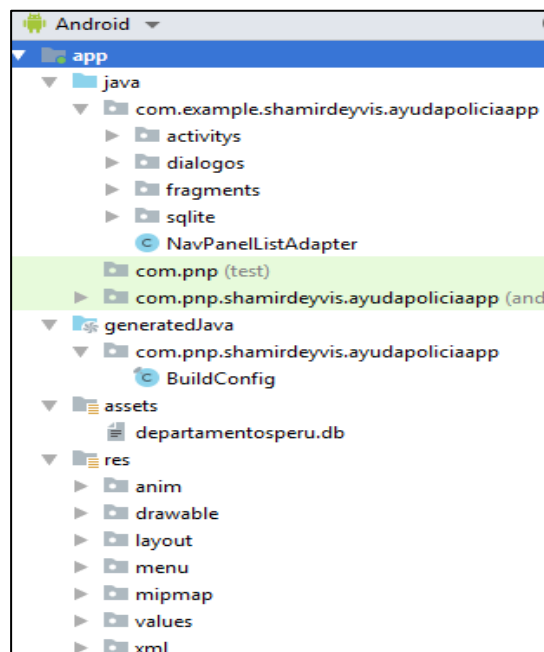 Android
app
java
com.example.shamirdeyvis.ayudapoliciaapp
activitys
dialogos
fragments
sqlite
NavPanelListAdapter
com.pnp (test)
com.pnp.shamirdeyvis.ayudapoliciaapp (and
generatedJava
com.pnp.shamirdeyvis.ayudapoliciaapp
BuildConfig
assets
departamentosperu.db
res
anim
drawable
layout
menu
mipmap
values
xml